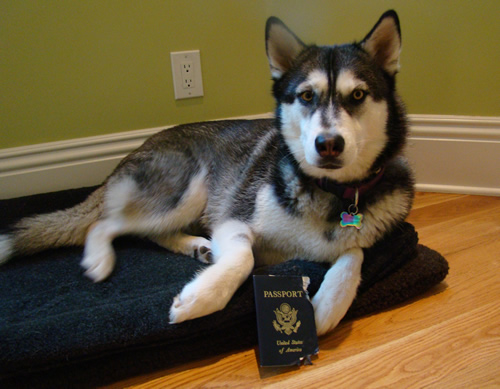 PASSPORT
United States
of America